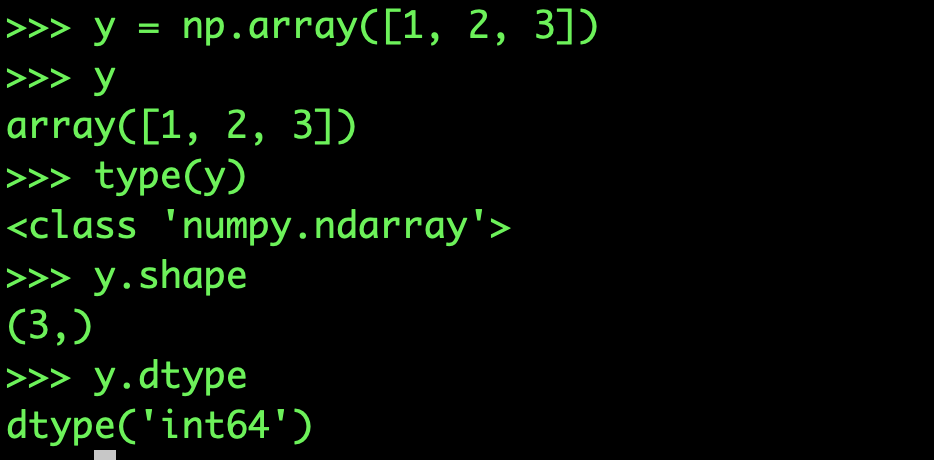 >>> y = np.array([1, 2, 3])
>>> y
array([1, 2, 3])
>>> type(y)
<class 'numpy.ndarray'>
>>> y.shape
(3,)
>>> y.dtype
dtype('int64')